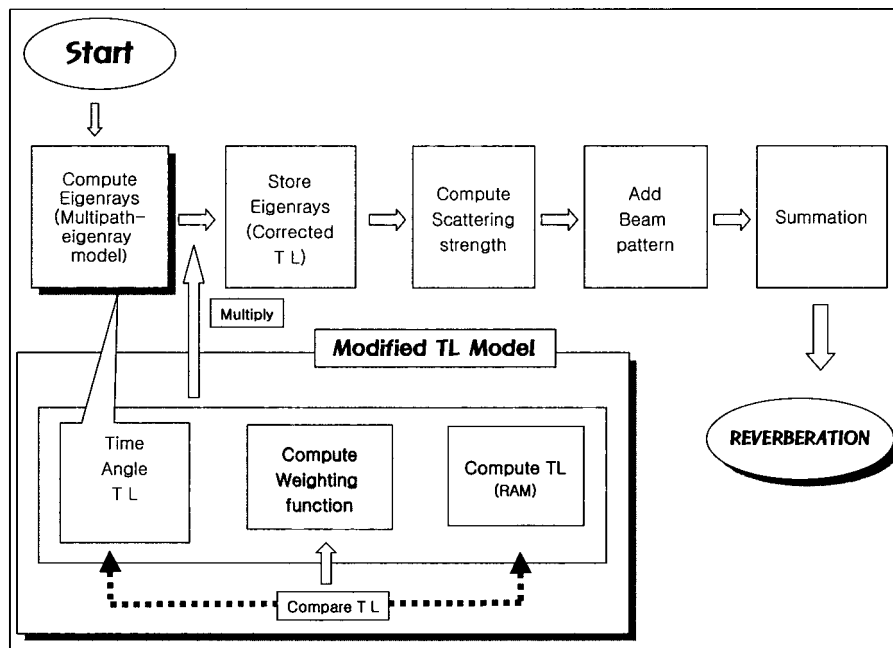 Start
Compute
Eigenrays
(Multipath-
eigenray
model)
Store
Eigenrays
(Corrected
T L)
Compute
Scattering
strength
Add
Beam
pattern
Summation
Multiply
Modified TL Model
Time
Angle
T L
Compute
Weighting
function
Compute TL
(RAM)
REVERBERATION
Compare T L